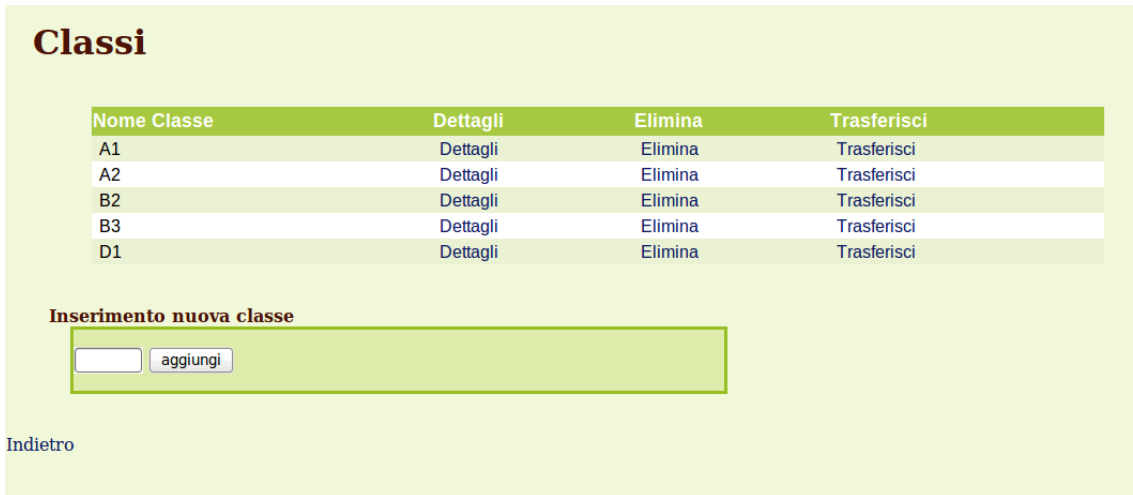 Classi
Nome Classe Dettagli Elimina Trasferisci
A1 Dettagli Elimina Trasferisci
A2 Dettagli Elimina Trasferisci
B2 Dettagli Elimina Trasferisci
B3 Dettagli Elimina Trasferisci
D1 Dettagli Elimina Trasferisci
Inserimento nuova classe
aggiungi
Indietro